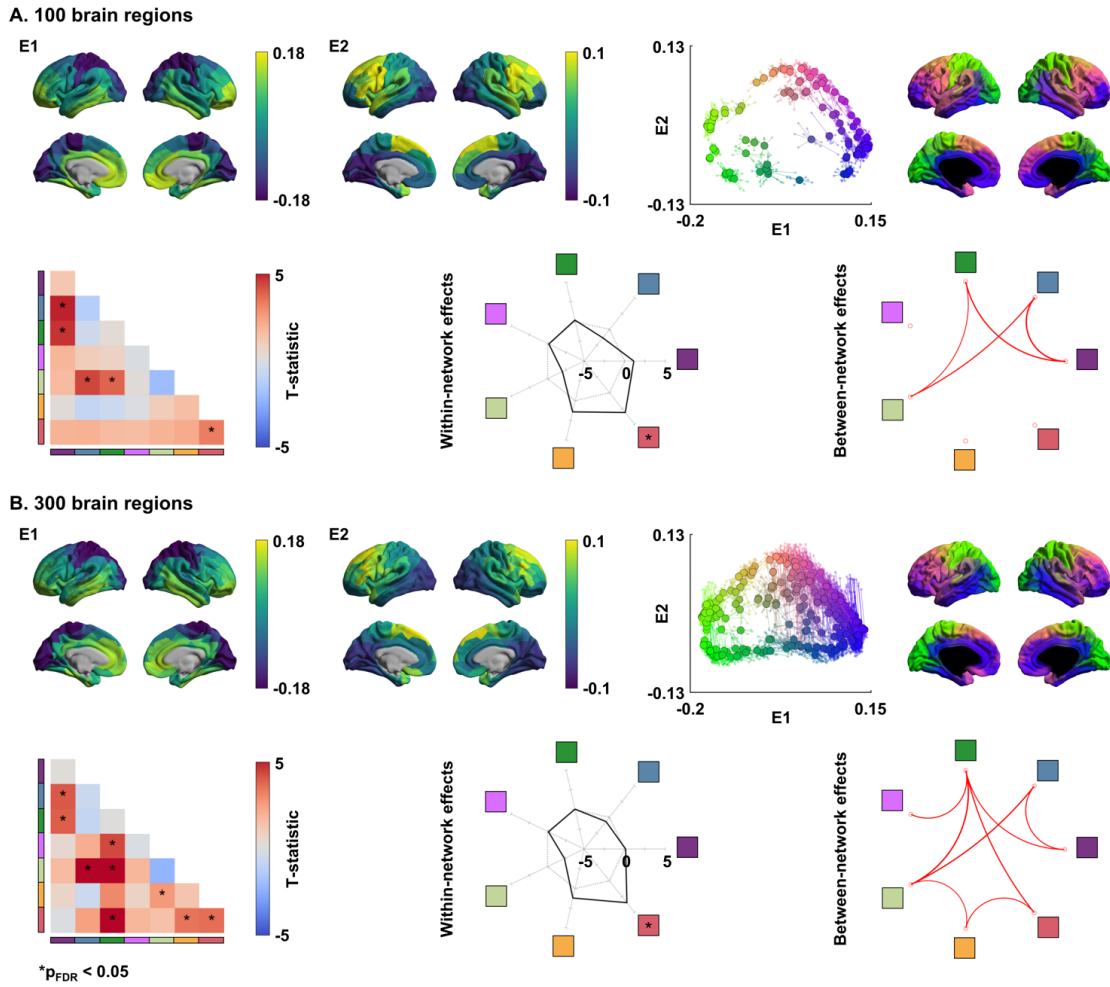 A. 100 brain regions
E1
0.18
-0.18
E2
0.1
-0.1
0.13
E2
-0.13
-0.2
0.15
E1
*
*
* *
*
5
T-statistic
-5
Within-network effects
-5 0 5
*
Between-network effects
B. 300 brain regions
E1
0.18
-0.18
E2
0.1
-0.1
0.13
E2
-0.13
-0.2
0.15
E1
*
*
*
* *
*
* * *
5
T-statistic
-5
Within-network effects
-5 0 5
*
Between-network effects
*pFDR < 0.05